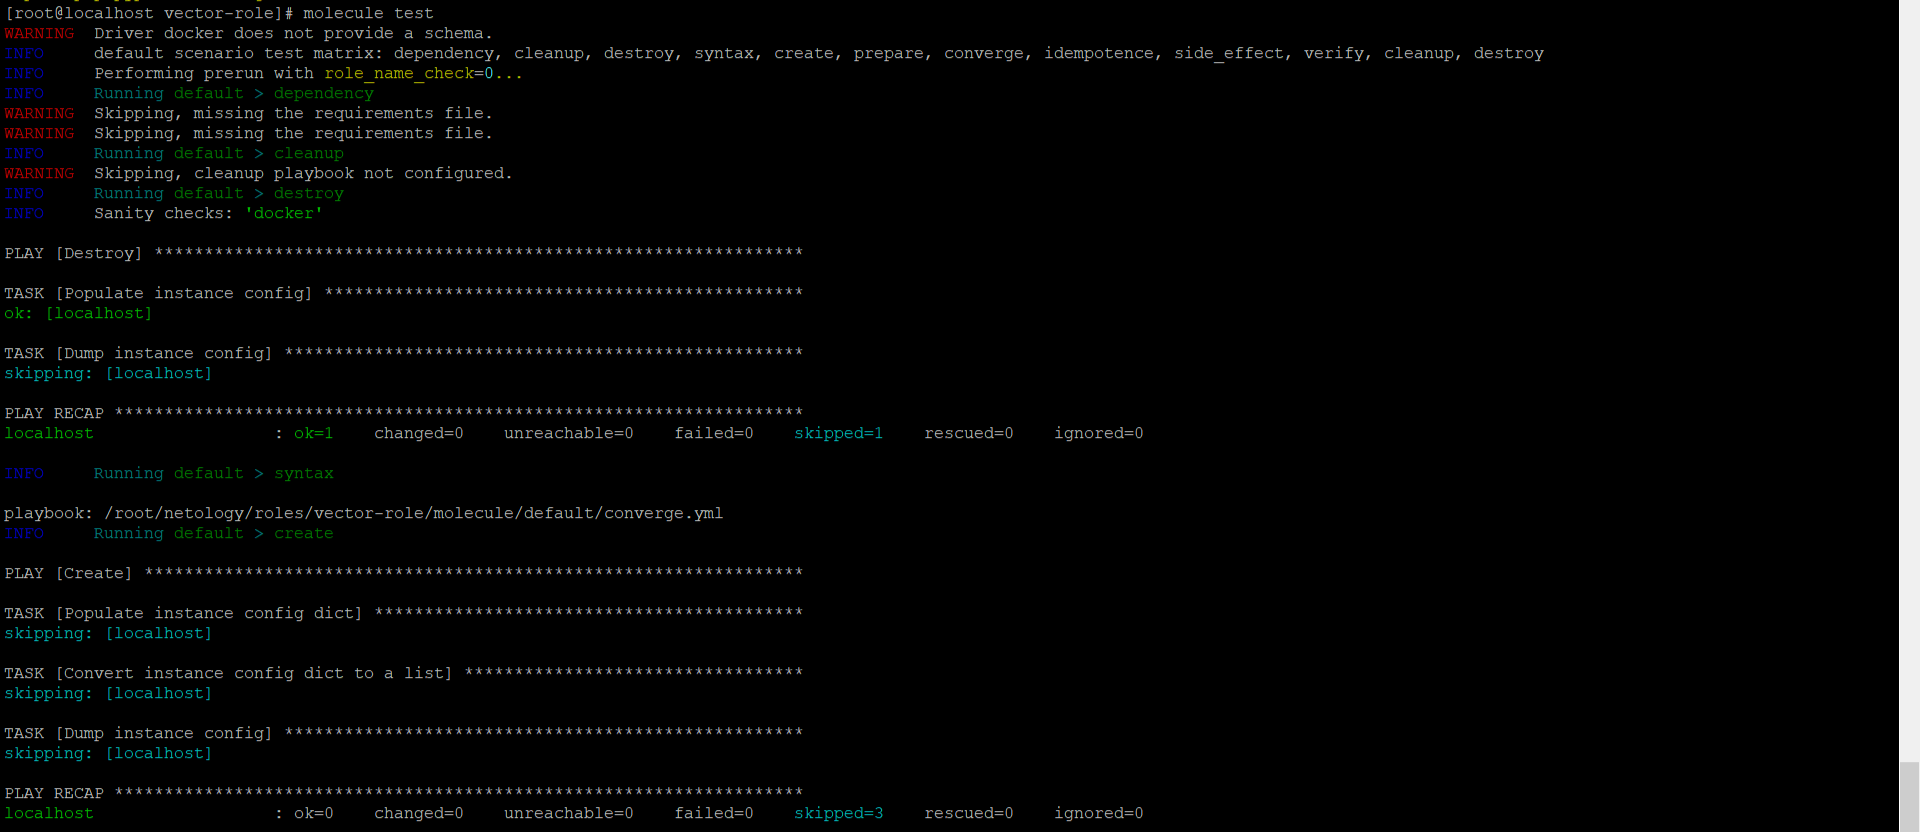 [root@localhost vector-role]# molecule test
WARNING  Driver docker does not provide a schema.
INFO     default scenario test matrix: dependency, cleanup, destroy, syntax, create, prepare, converge, idempotence, side_effect, verify, cleanup, destroy
INFO     Performing prerun with role_name_check=0...
INFO     Running default > dependency
WARNING  Skipping, missing the requirements file.
WARNING  Skipping, missing the requirements file.
INFO     Running default > cleanup
WARNING  Skipping, cleanup playbook not configured.
INFO     Running default > destroy
INFO     Sanity checks: 'docker'
PLAY [Destroy] *****************************************************************
TASK [Populate instance config] ************************************************
ok: [localhost]
TASK [Dump instance config] ****************************************************
skipping: [localhost]
PLAY RECAP *********************************************************************
localhost                  : ok=1    changed=0    unreachable=0    failed=0    skipped=1    rescued=0    ignored=0
INFO     Running default > syntax
playbook: /root/netology/roles/vector-role/molecule/default/converge.yml
INFO     Running default > create
PLAY [Create] ******************************************************************
TASK [Populate instance config dict] *******************************************
skipping: [localhost]
TASK [Convert instance config dict to a list] **********************************
skipping: [localhost]
TASK [Dump instance config] ****************************************************
skipping: [localhost]
PLAY RECAP *********************************************************************
localhost                  : ok=0    changed=0    unreachable=0    failed=0    skipped=3    rescued=0    ignored=0